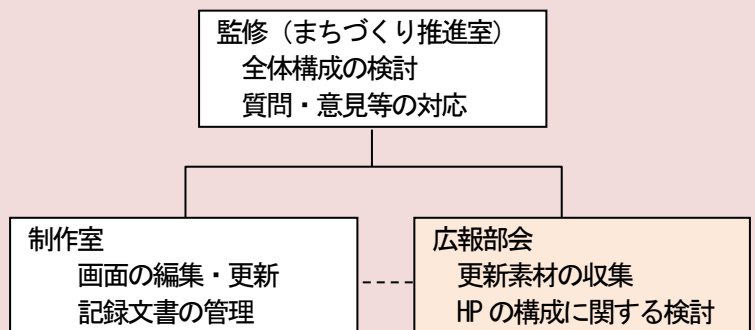 監修（まちづくり推進室）
全体構成の検討
質問・意見等の対応
制作室
画面の編集・更新
記録文書の管理
広報部会
更新素材の収集
HP の構成に関する検討